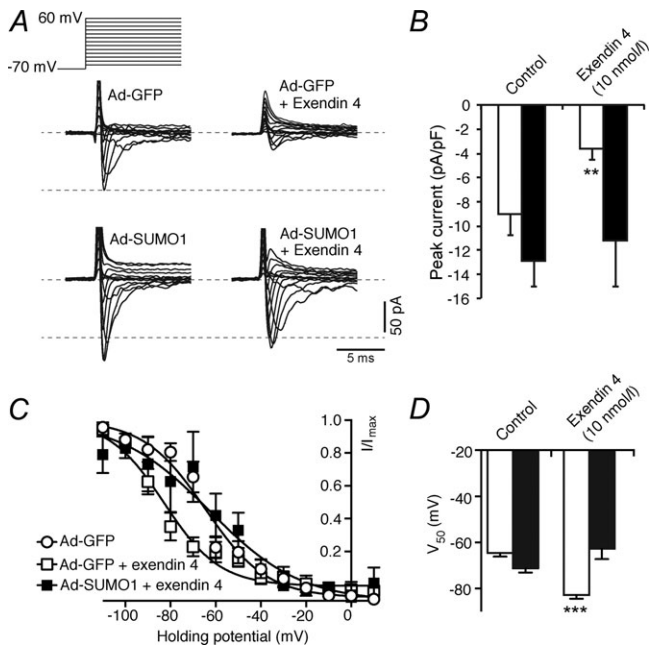 A
60 mV
-70 mV
Ad-GFP
Ad-GFP
+ Exendin 4
Ad-SUMO1
Ad-SUMO1
+ Exendin 4
50 pA
5 ms
B
Control
Exendin 4
(10 nmol/l)
Peak current (pA/pF)
0
-2
-4
-6
-8
-10
-12
-14
-16
**
C
1.0
0.8
0.6
0.4
0.2
I/Imax
Ad-GFP
Ad-GFP + exendin 4
Ad-SUMO1 + exendin 4
-100 -80 -60 -40 -20 0
Holding potential (mV)
D
Control
Exendin 4
(10 nmol/l)
V50 (mV)
-20
-40
-60
-80
***